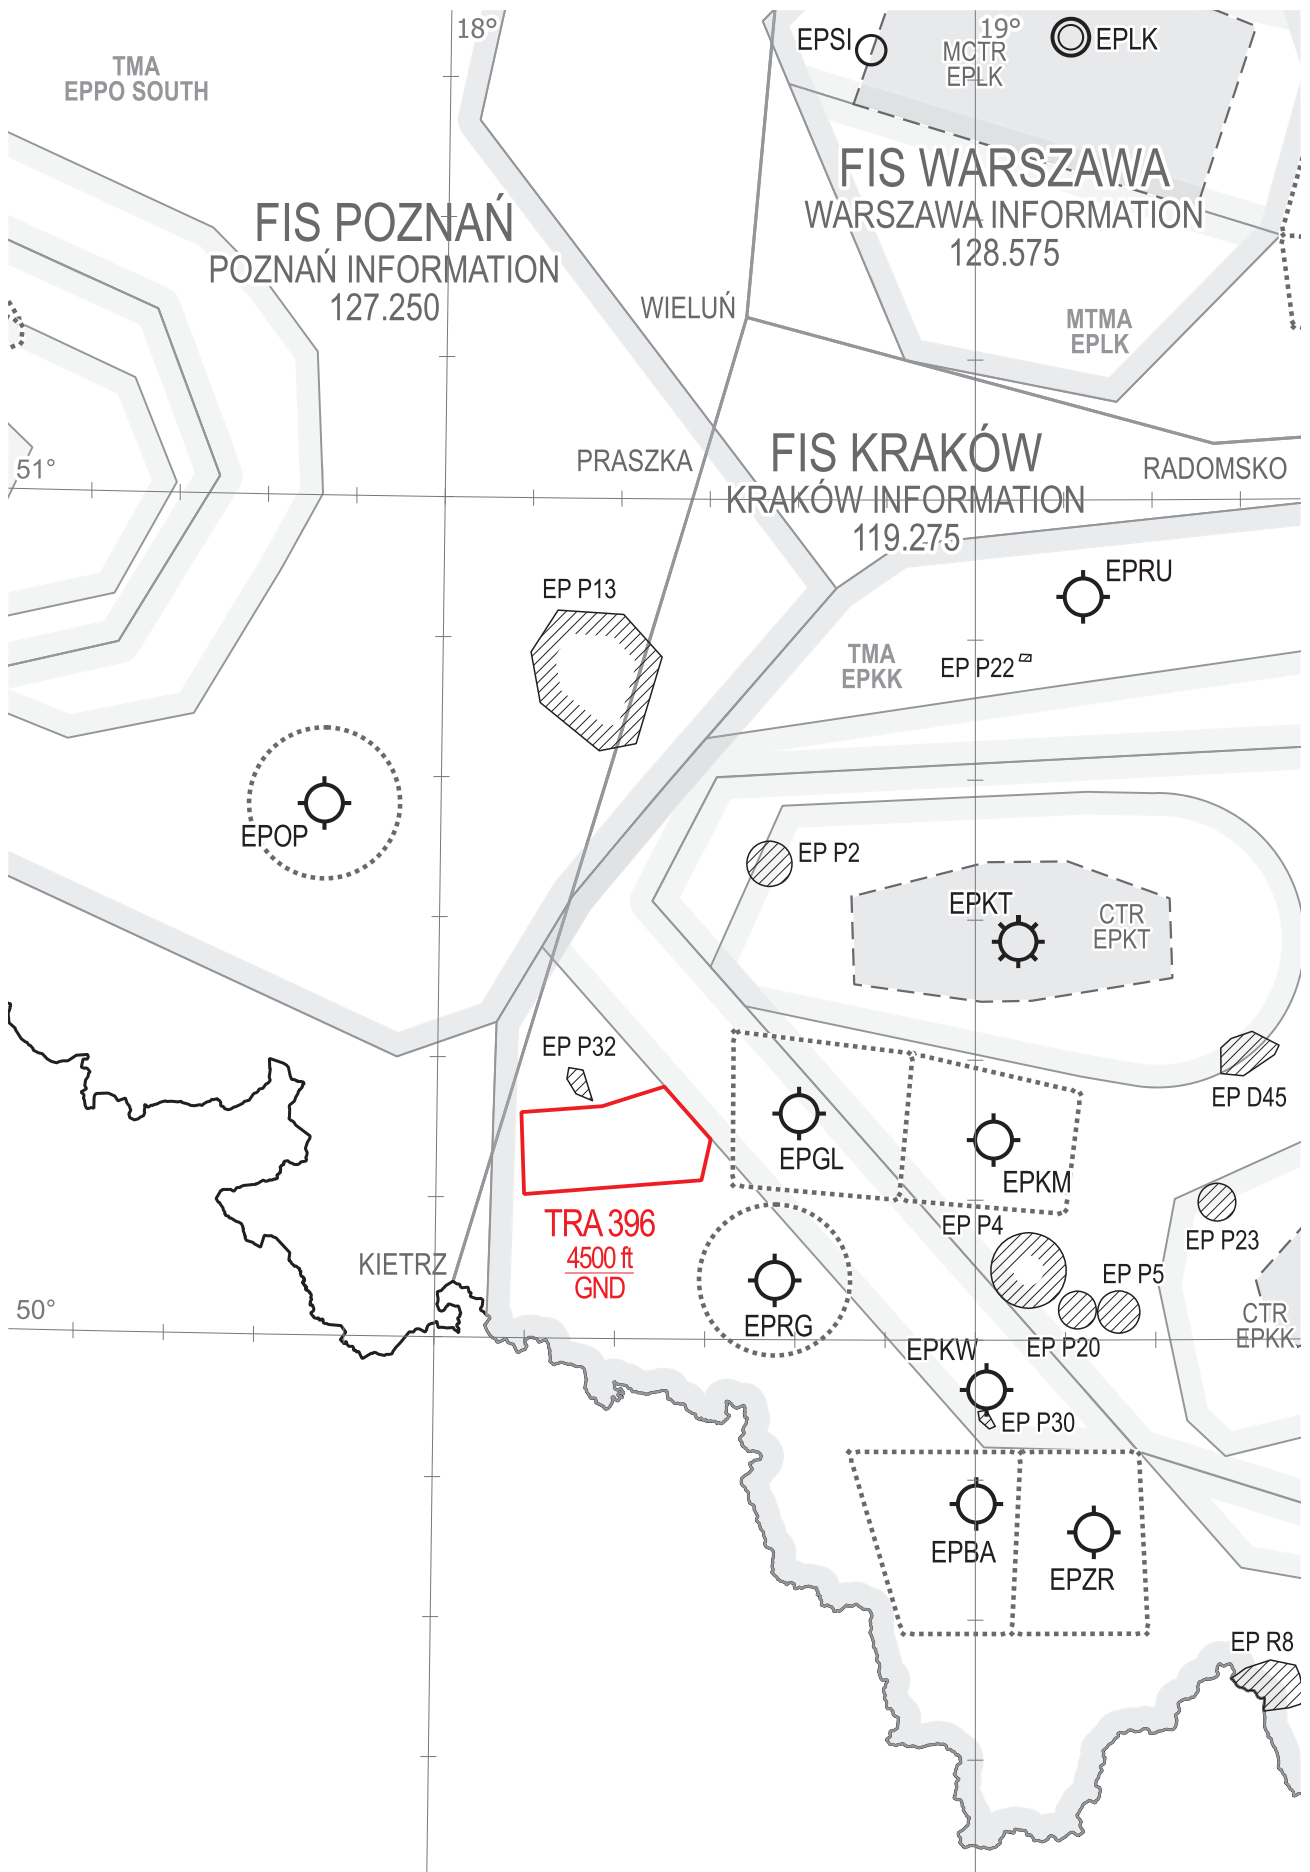 18°
19°
EPSI
EPLK
MCTR
EPLK
TMA
EPPO SOUTH
FIS WARSZAWA
WARSZAWA INFORMATION
128.575
FIS POZNAŃ
POZNAŃ INFORMATION
127.250
WIELUŃ
MTMA
EPLK
51°
PRASZKA
FIS KRAKÓW
KRAKÓW INFORMATION
119.275
RADOMSKO
EP P13
EPRU
TMA
EPKK
EP P22
EPOP
EP P2
EPKT
CTR
EPKT
EP P32
EP D45
EPGL
EPKM
TRA 396
4500 ft
GND
EP P4
EP P23
KIETRZ
EP P5
50°
EPRG
CTR
EPKK
EP P20
EPKW
EP P30
EPBA
EPZR
EP R8